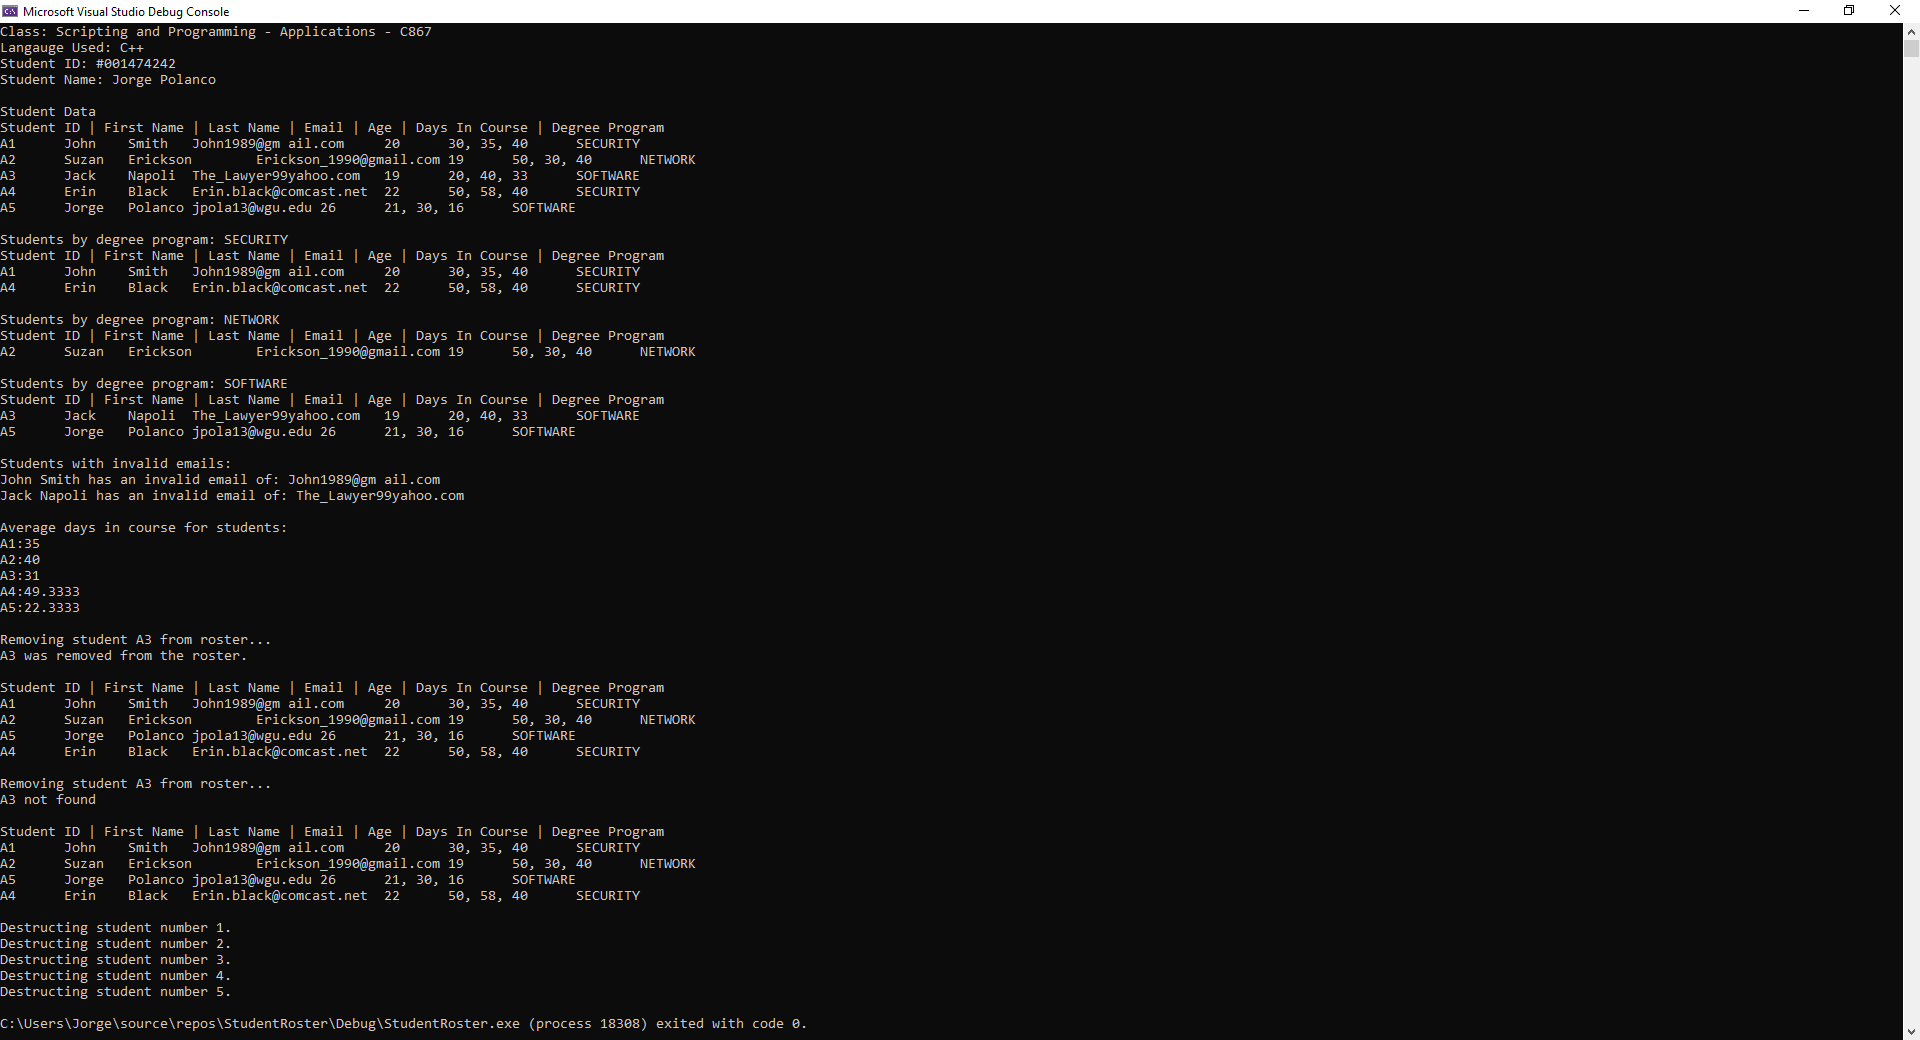 Microsoft Visual Studio Debug Console
Class: Scripting and Programming - Applications - C867
Langauge Used: C++
Student ID: #001474242
Student Name: Jorge Polanco
Student Data
Student ID | First Name | Last Name | Email | Age | Days In Course | Degree Program
A1      John    Smith   John1989@gm ail.com     20      30, 35, 40      SECURITY
A2      Suzan   Erickson        Erickson_1990@gmail.com 19      50, 30, 40      NETWORK
A3      Jack    Napoli  The_Lawyer99yahoo.com   19      20, 40, 33      SOFTWARE
A4      Erin    Black   Erin.black@comcast.net  22      50, 58, 40      SECURITY
A5      Jorge   Polanco jpola13@wgu.edu 26      21, 30, 16      SOFTWARE
Students by degree program: SECURITY
Student ID | First Name | Last Name | Email | Age | Days In Course | Degree Program
A1      John    Smith   John1989@gm ail.com     20      30, 35, 40      SECURITY
A4      Erin    Black   Erin.black@comcast.net  22      50, 58, 40      SECURITY
Students by degree program: NETWORK
Student ID | First Name | Last Name | Email | Age | Days In Course | Degree Program
A2      Suzan   Erickson        Erickson_1990@gmail.com 19      50, 30, 40      NETWORK
Students by degree program: SOFTWARE
Student ID | First Name | Last Name | Email | Age | Days In Course | Degree Program
A3      Jack    Napoli  The_Lawyer99yahoo.com   19      20, 40, 33      SOFTWARE
A5      Jorge   Polanco jpola13@wgu.edu 26      21, 30, 16      SOFTWARE
Students with invalid emails:
John Smith has an invalid email of: John1989@gm ail.com
Jack Napoli has an invalid email of: The_Lawyer99yahoo.com
Average days in course for students:
A1:35
A2:40
A3:31
A4:49.3333
A5:22.3333
Removing student A3 from roster...
A3 was removed from the roster.
Student ID | First Name | Last Name | Email | Age | Days In Course | Degree Program
A1      John    Smith   John1989@gm ail.com     20      30, 35, 40      SECURITY
A2      Suzan   Erickson        Erickson_1990@gmail.com 19      50, 30, 40      NETWORK
A5      Jorge   Polanco jpola13@wgu.edu 26      21, 30, 16      SOFTWARE
A4      Erin    Black   Erin.black@comcast.net  22      50, 58, 40      SECURITY
Removing student A3 from roster...
A3 not found
Student ID | First Name | Last Name | Email | Age | Days In Course | Degree Program
A1      John    Smith   John1989@gm ail.com     20      30, 35, 40      SECURITY
A2      Suzan   Erickson        Erickson_1990@gmail.com 19      50, 30, 40      NETWORK
A5      Jorge   Polanco jpola13@wgu.edu 26      21, 30, 16      SOFTWARE
A4      Erin    Black   Erin.black@comcast.net  22      50, 58, 40      SECURITY
Destructing student number 1.
Destructing student number 2.
Destructing student number 3.
Destructing student number 4.
Destructing student number 5.
C:\Users\Jorge\source\repos\StudentRoster\Debug\StudentRoster.exe (process 18308) exited with code 0.